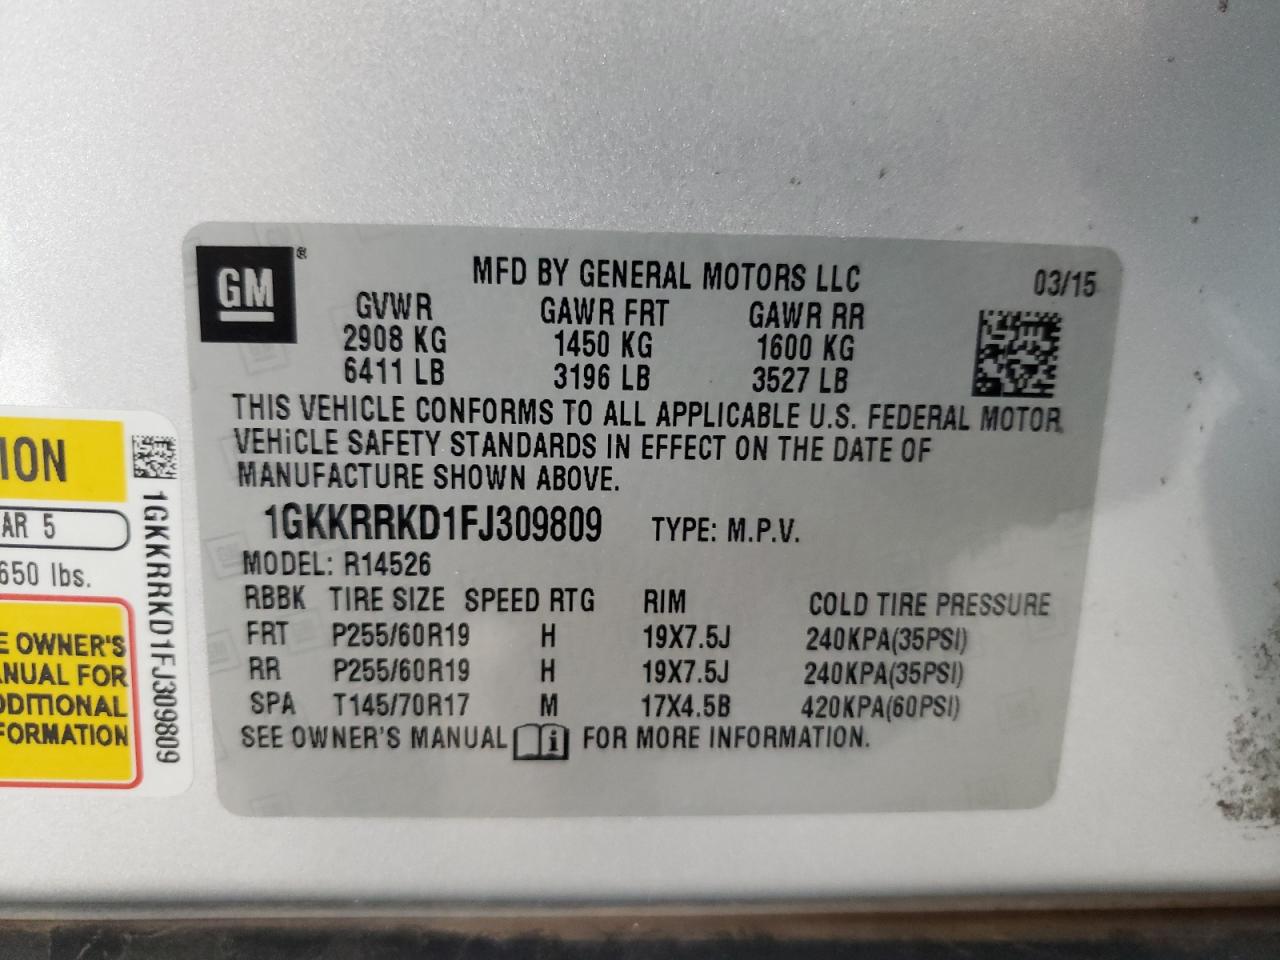 GM®
MFD BY GENERAL MOTORS LLC 03/15
GVWR GAWR FRT GAWR RR
2908 KG 1450 KG 1600 KG
6411 LB 3196 LB 3527 LB
THIS VEHICLE CONFORMS TO ALL APPLICABLE U.S. FEDERAL MOTOR
VEHiCLE SAFETY STANDARDS IN EFFECT ON THE DATE OF
MANUFACTURE SHOWN ABOVE.
1GKKRRKD1FJ309809 TYPE: M.P.V.
MODEL: R14526
RBBK TIRE SIZE SPEED RTG RIM COLD TIRE PRESSURE
FRT P255/60R19 H 19X7.5J 240KPA(35PSI)
RR P255/60R19 H 19X7.5J 240KPA(35PSI)
SPA T145/70R17 M 17X4.5B 420KPA(60PSI)
SEE OWNER'S MANUAL i FOR MORE INFORMATION.
ION
AR 5
650 lbs.
E OWNER'S
ANUAL FOR
DDITIONAL
FORMATION
1GKKRRKD1FJ309809